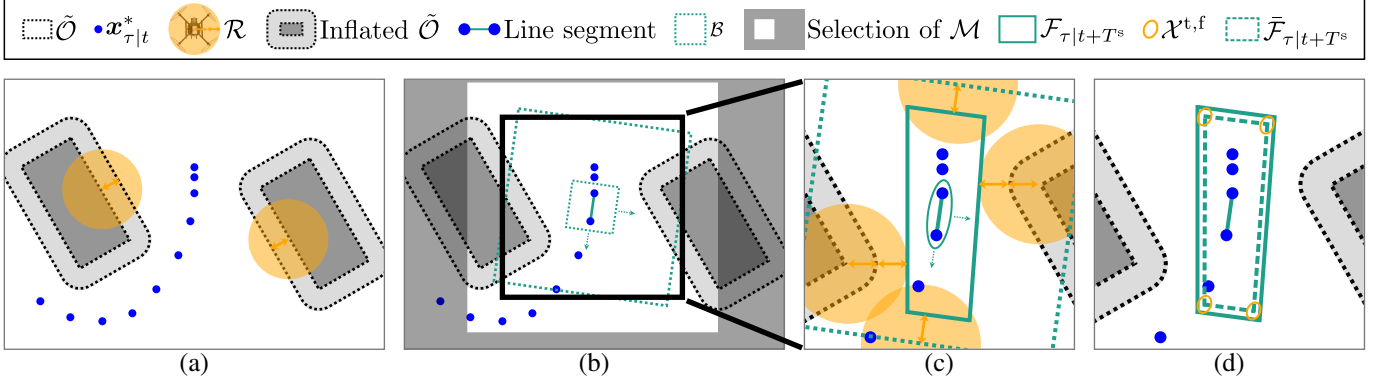 Õ x*τ|t R Inflated Õ Line segment B Selection of M Fτ|t+Tˢ 𝒳ᵗ,ᶠ F̄τ|t+Tˢ
(a) (b) (c) (d)